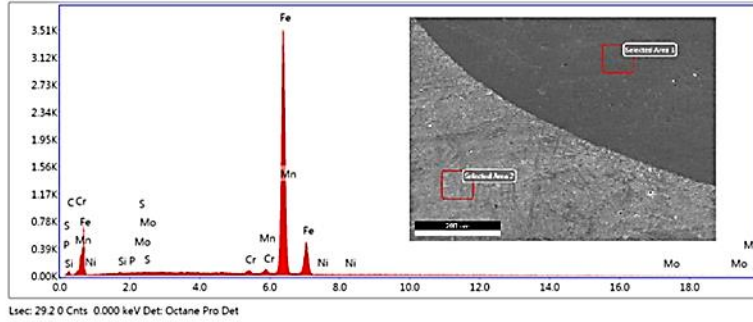 Fe
3.51K
3.12K
2.73K
2.34K
1.95K
1.56K
1.17K
0.78K
0.39K
0.00K
Selected Area 1
Selected Area 2
Mn
C Cr
S
Fe
P
Mn
Si
Ni
S
Mo
Mo
Si P
S
Cr
Mn
Cr
Fe
Ni
Ni
Mo
Mo
0.0
2.0
4.0
6.0
8.0
10.0
12.0
14.0
16.0
18.0
Lsec: 29.2 0 Cnts 0.000 keV Det: Octane Pro Det